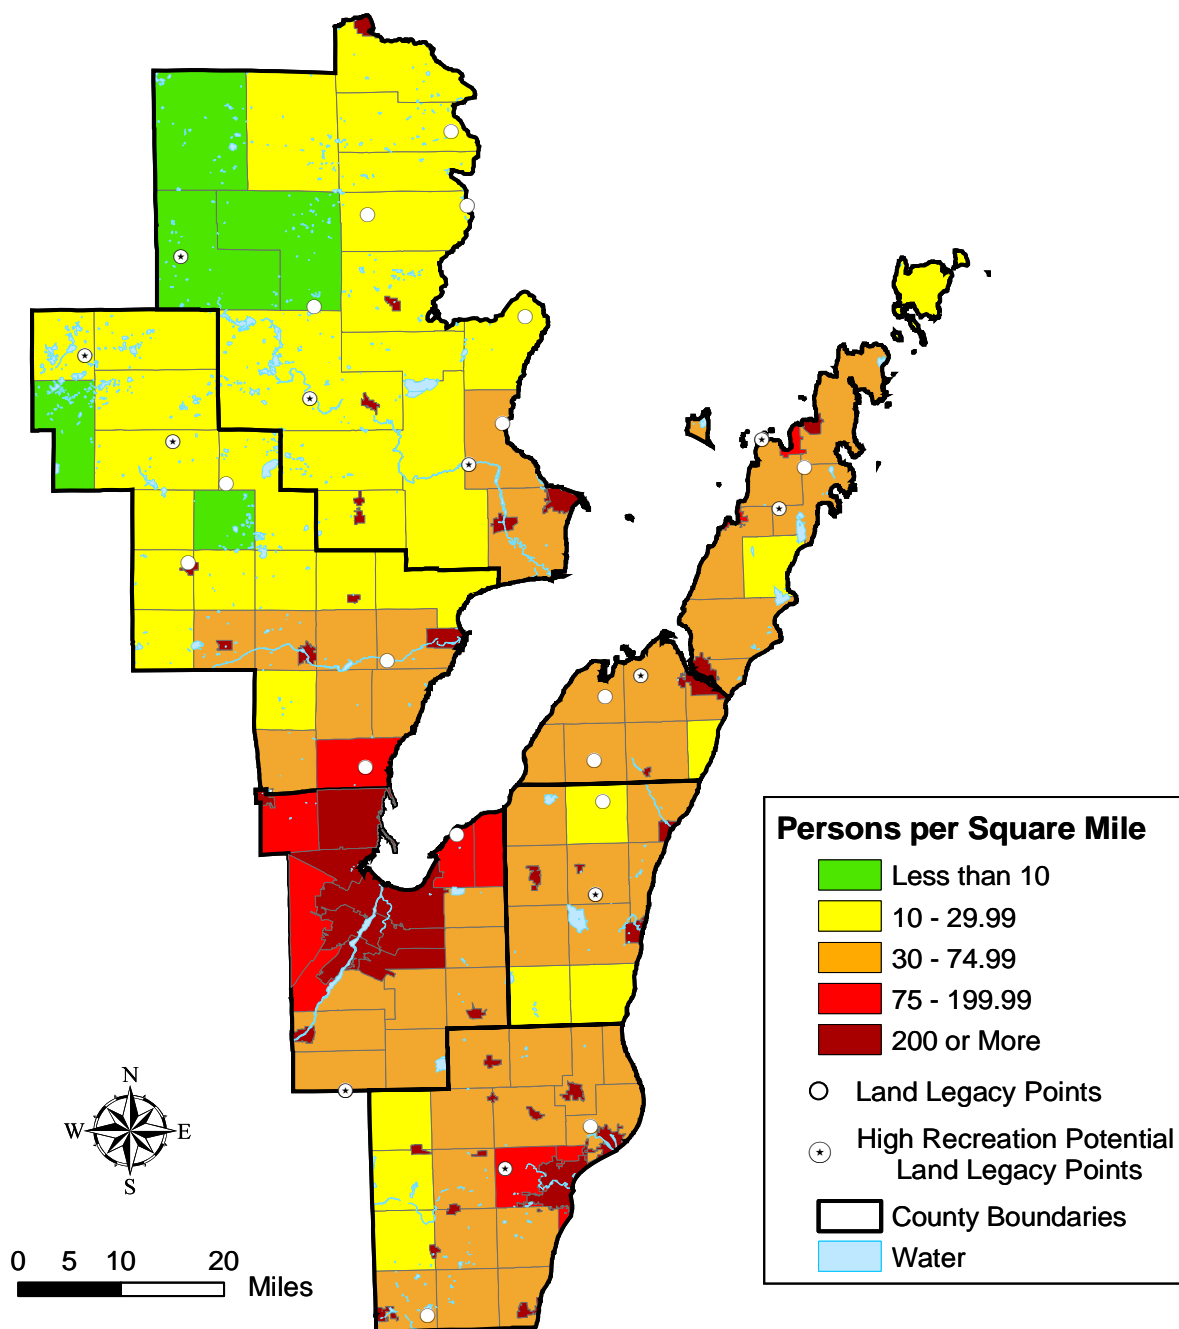 Persons per Square Mile
Less than 10
10 - 29.99
30 - 74.99
75 - 199.99
200 or More
Land Legacy Points
High Recreation Potential
Land Legacy Points
County Boundaries
Water
N
W E
S
0 5 10 20
Miles